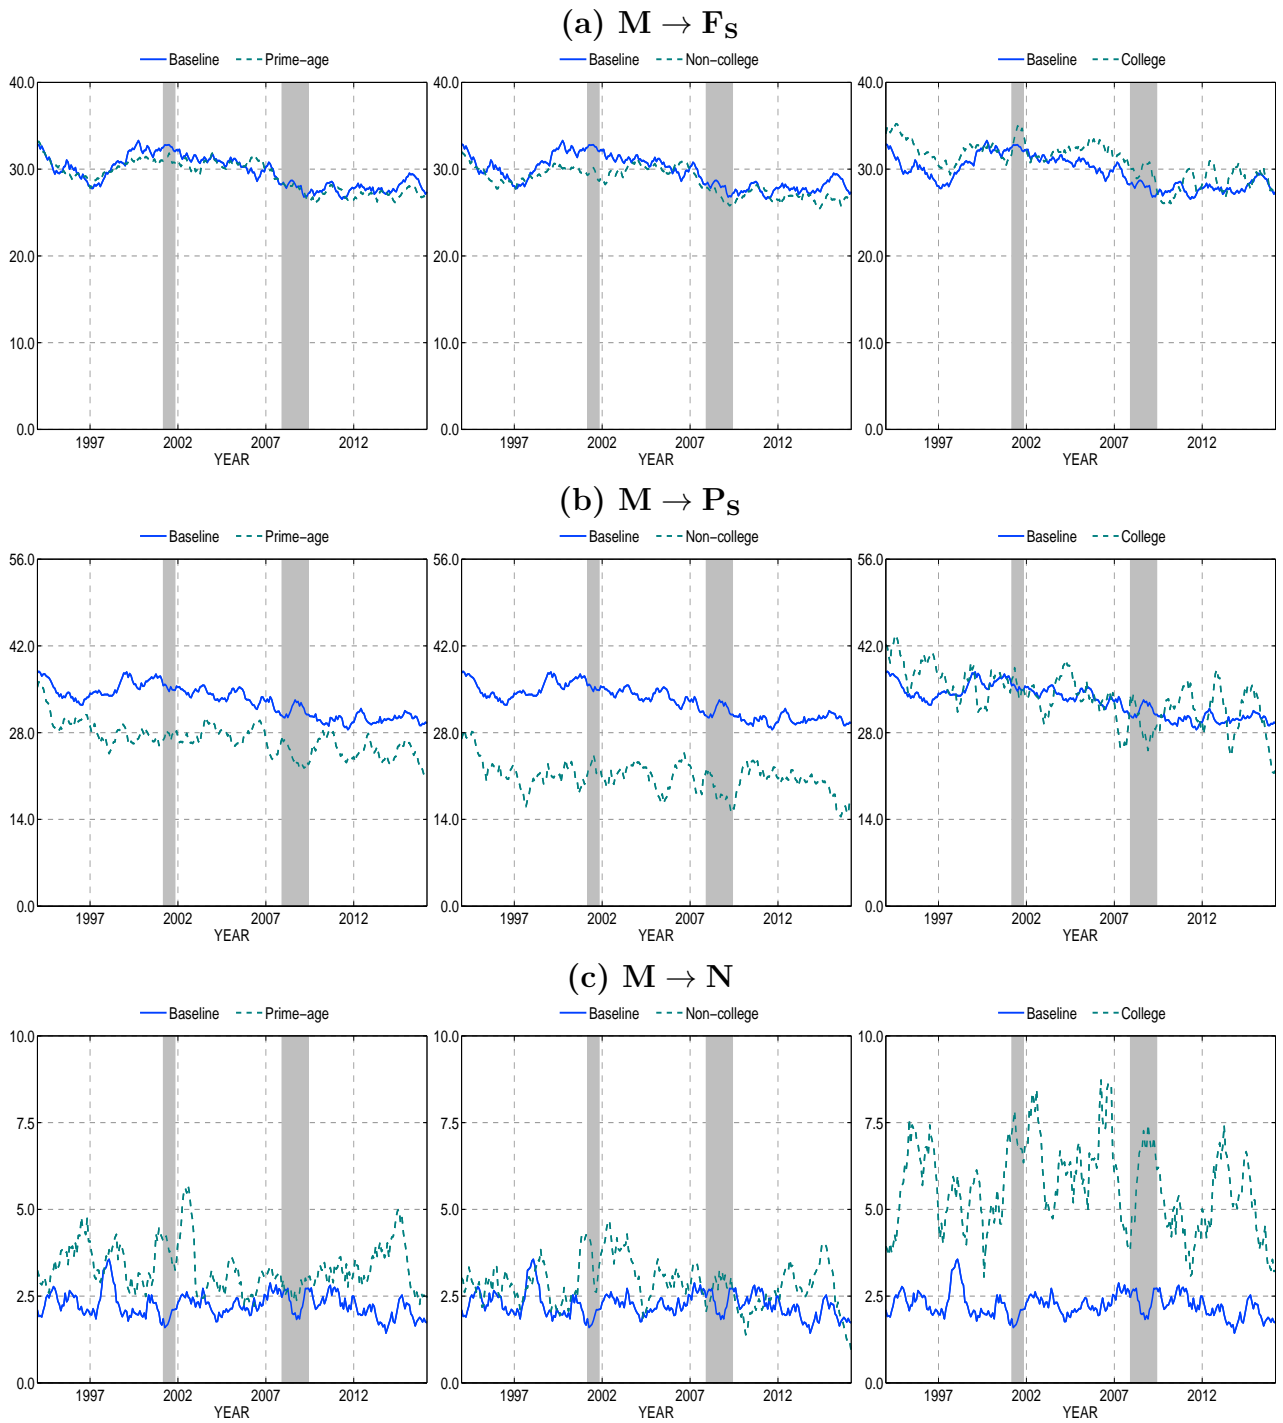 (a) M → F_S
Baseline Prime−age Baseline Non−college Baseline College
40.0 40.0 40.0
30.0 30.0 30.0
20.0 20.0 20.0
10.0 10.0 10.0
0.0 0.0 0.0
1997 2002 2007 2012 1997 2002 2007 2012 1997 2002 2007 2012
YEAR YEAR YEAR
(b) M → P_S
Baseline Prime−age Baseline Non−college Baseline College
56.0 56.0 56.0
42.0 42.0 42.0
28.0 28.0 28.0
14.0 14.0 14.0
0.0 0.0 0.0
1997 2002 2007 2012 1997 2002 2007 2012 1997 2002 2007 2012
YEAR YEAR YEAR
(c) M → N
Baseline Prime−age Baseline Non−college Baseline College
10.0 10.0 10.0
7.5 7.5 7.5
5.0 5.0 5.0
2.5 2.5 2.5
0.0 0.0 0.0
1997 2002 2007 2012 1997 2002 2007 2012 1997 2002 2007 2012
YEAR YEAR YEAR